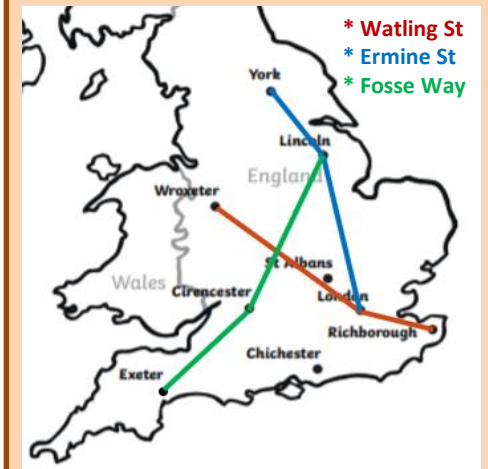 * Watling St
* Ermine St
* Fosse Way
York
Lincoln
England
Wroxeter
St Albans
Wales
Cirencester
London
Richborough
Chichester
Exeter